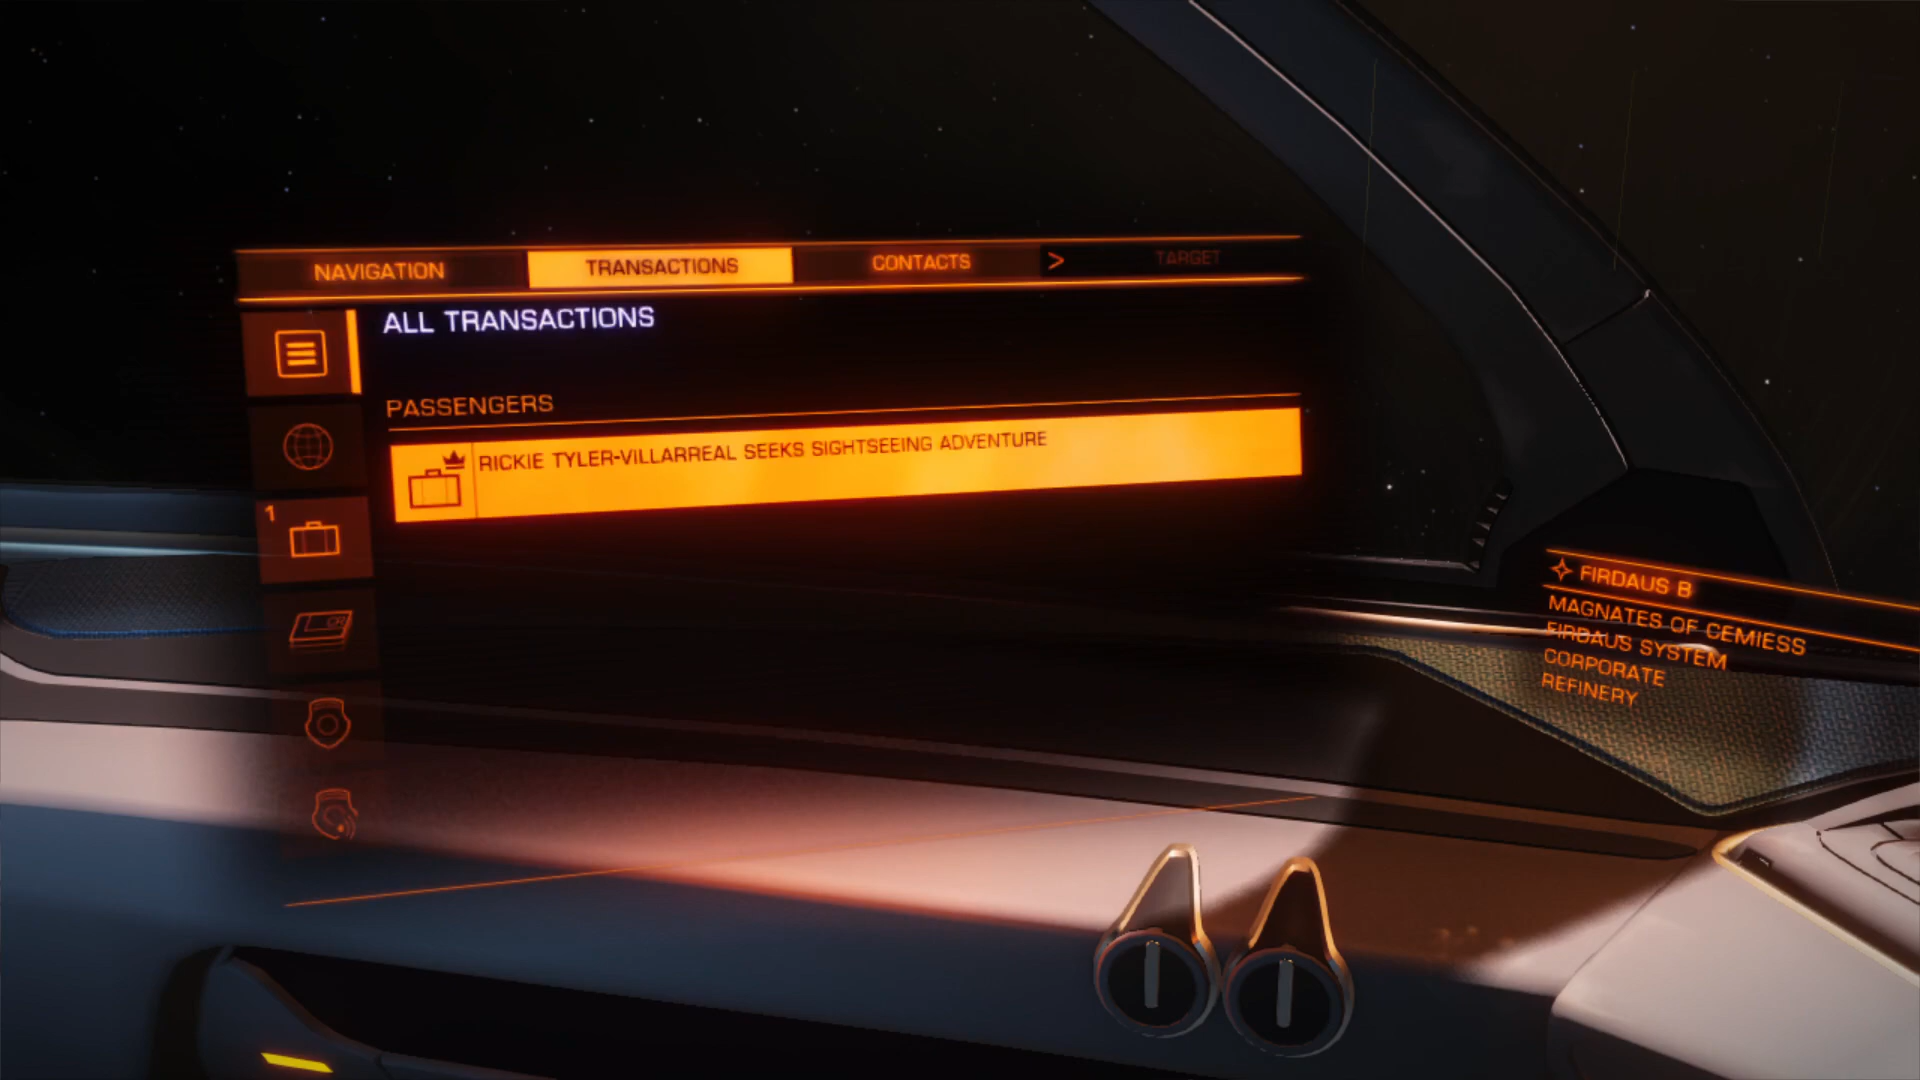 NAVIGATION
TRANSACTIONS
CONTACTS
>
TARGET
ALL TRANSACTIONS
PASSENGERS
RICKIE TYLER-VILLARREAL SEEKS SIGHTSEEING ADVENTURE
1
CR
FIRDAUS B
MAGNATES OF CEMIESS
FIRDAUS SYSTEM
CORPORATE
REFINERY